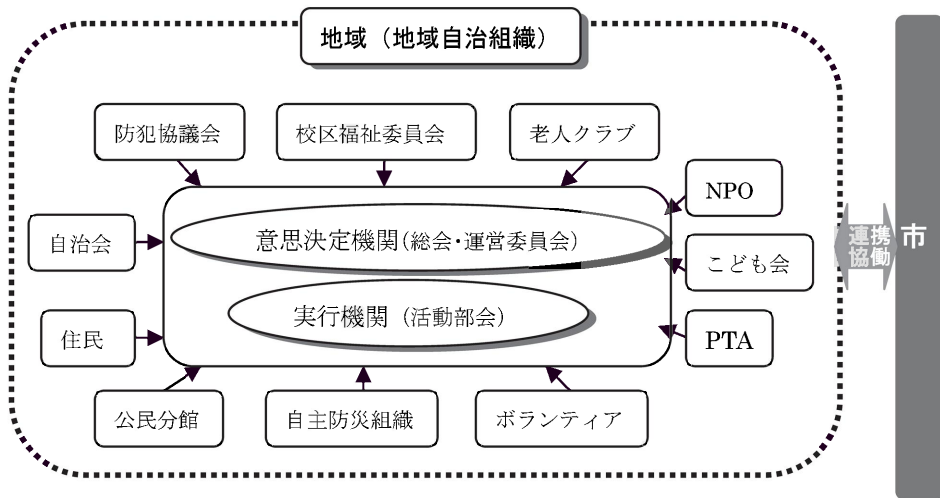 地域（地域自治組織）
防犯協議会
校区福祉委員会
老人クラブ
NPO
自治会
意思決定機関(総会・運営委員会)
こども会
連携
協働
市
実行機関（活動部会）
住民
PTA
公民分館
自主防災組織
ボランティア